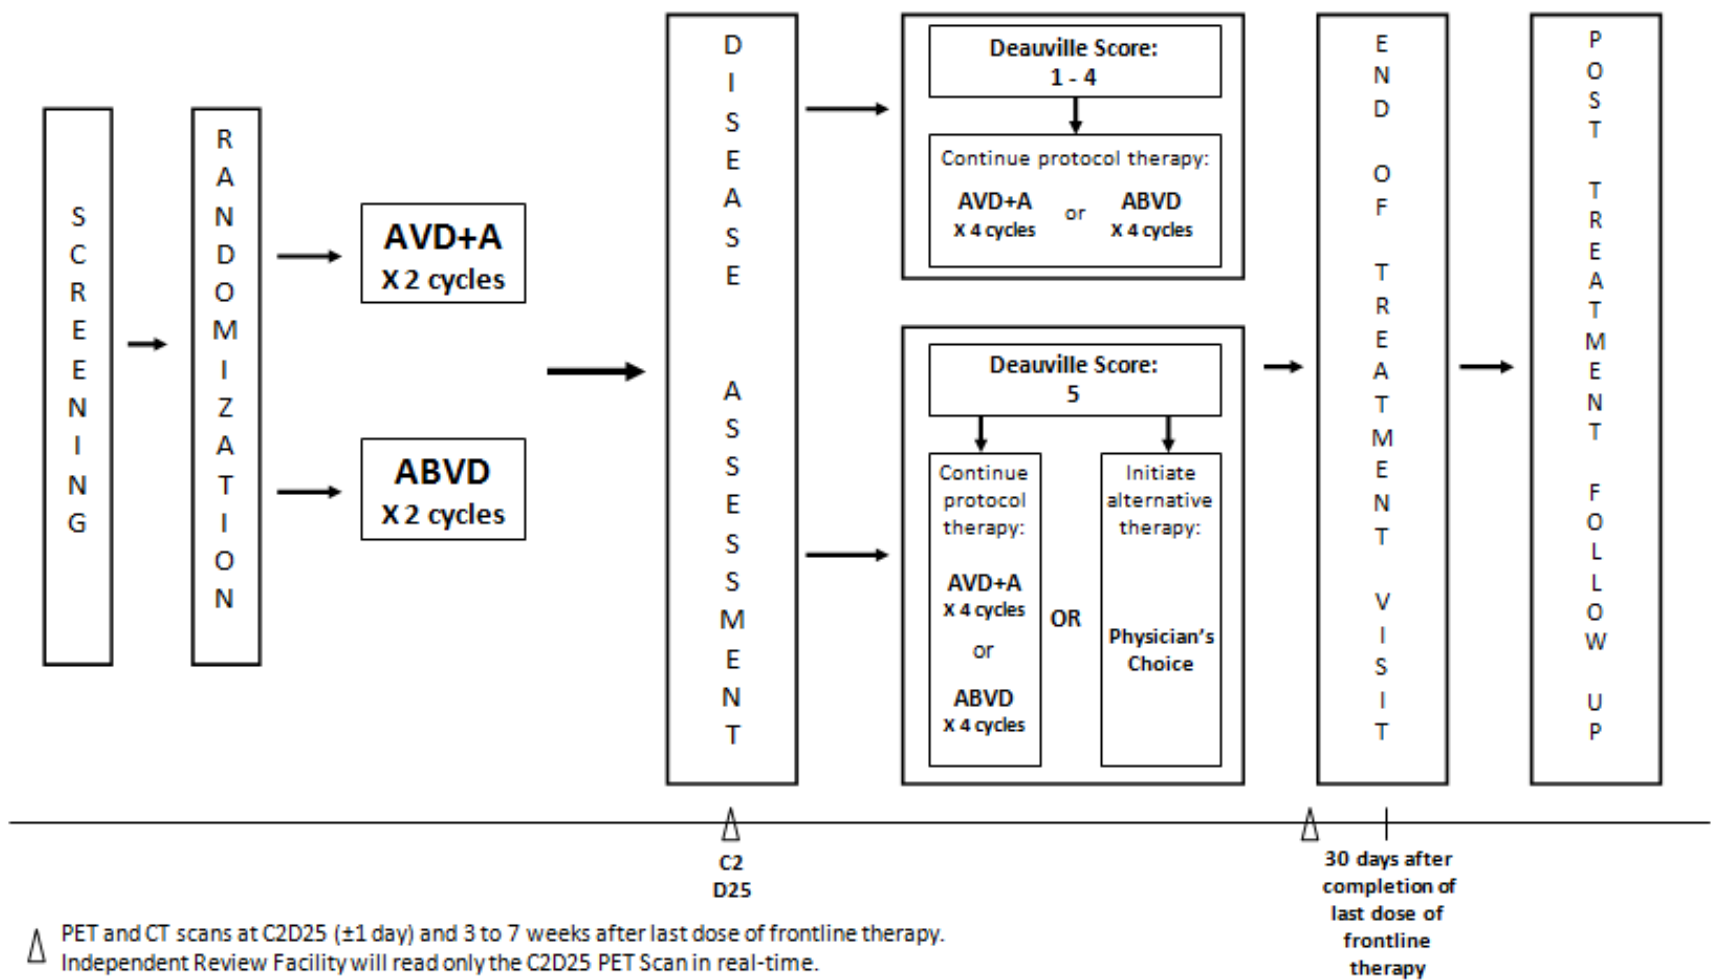 SCREENING
RANDOMIZATION
AVD+A
X 2 cycles
ABVD
X 2 cycles
DISEASE ASSESSMENT
Deauville Score:
1 - 4
Continue protocol therapy:
AVD+A or ABVD
X 4 cycles X 4 cycles
Deauville Score:
5
Continue
protocol
therapy:
AVD+A
X 4 cycles
or
ABVD
X 4 cycles
OR
Initiate
alternative
therapy:
Physician's
Choice
END OF TREATMENT VISIT
POST TREATMENT FOLLOW UP
C2
D25
30 days after
completion of
last dose of
frontline
therapy
PET and CT scans at C2D25 (±1 day) and 3 to 7 weeks after last dose of frontline therapy.
Independent Review Facility will read only the C2D25 PET Scan in real-time.